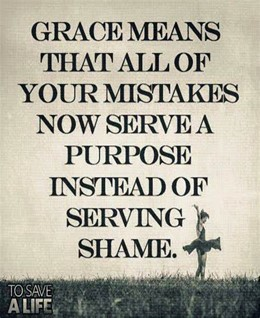 GRACE MEANS
THAT ALL OF
YOUR MISTAKES
NOW SERVE A
PURPOSE
INSTEAD OF
SERVING
SHAME.
TO SAVE
A LIFE